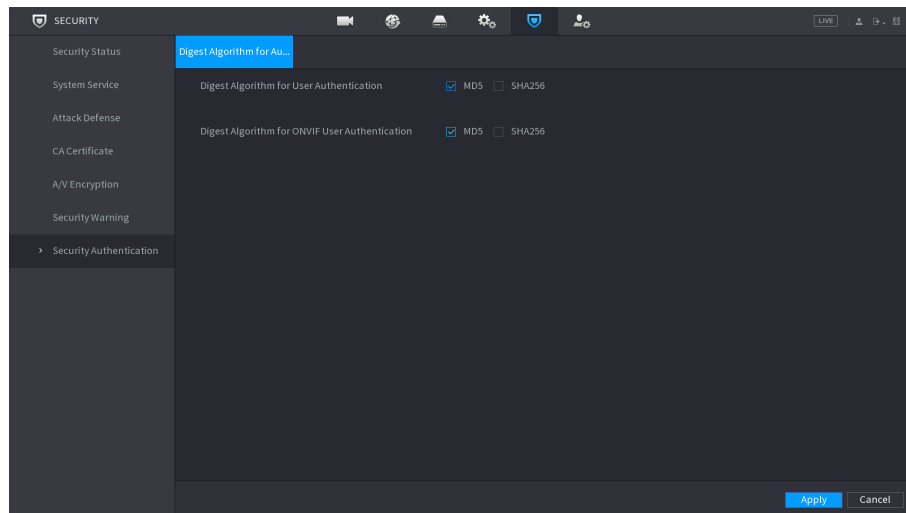 SECURITY
LIVE
Security Status
Digest Algorithm for Au...
System Service
Digest Algorithm for User Authentication MD5 SHA256
Attack Defense
Digest Algorithm for ONVIF User Authentication MD5 SHA256
CA Certificate
A/V Encryption
Security Warning
Security Authentication
Apply Cancel